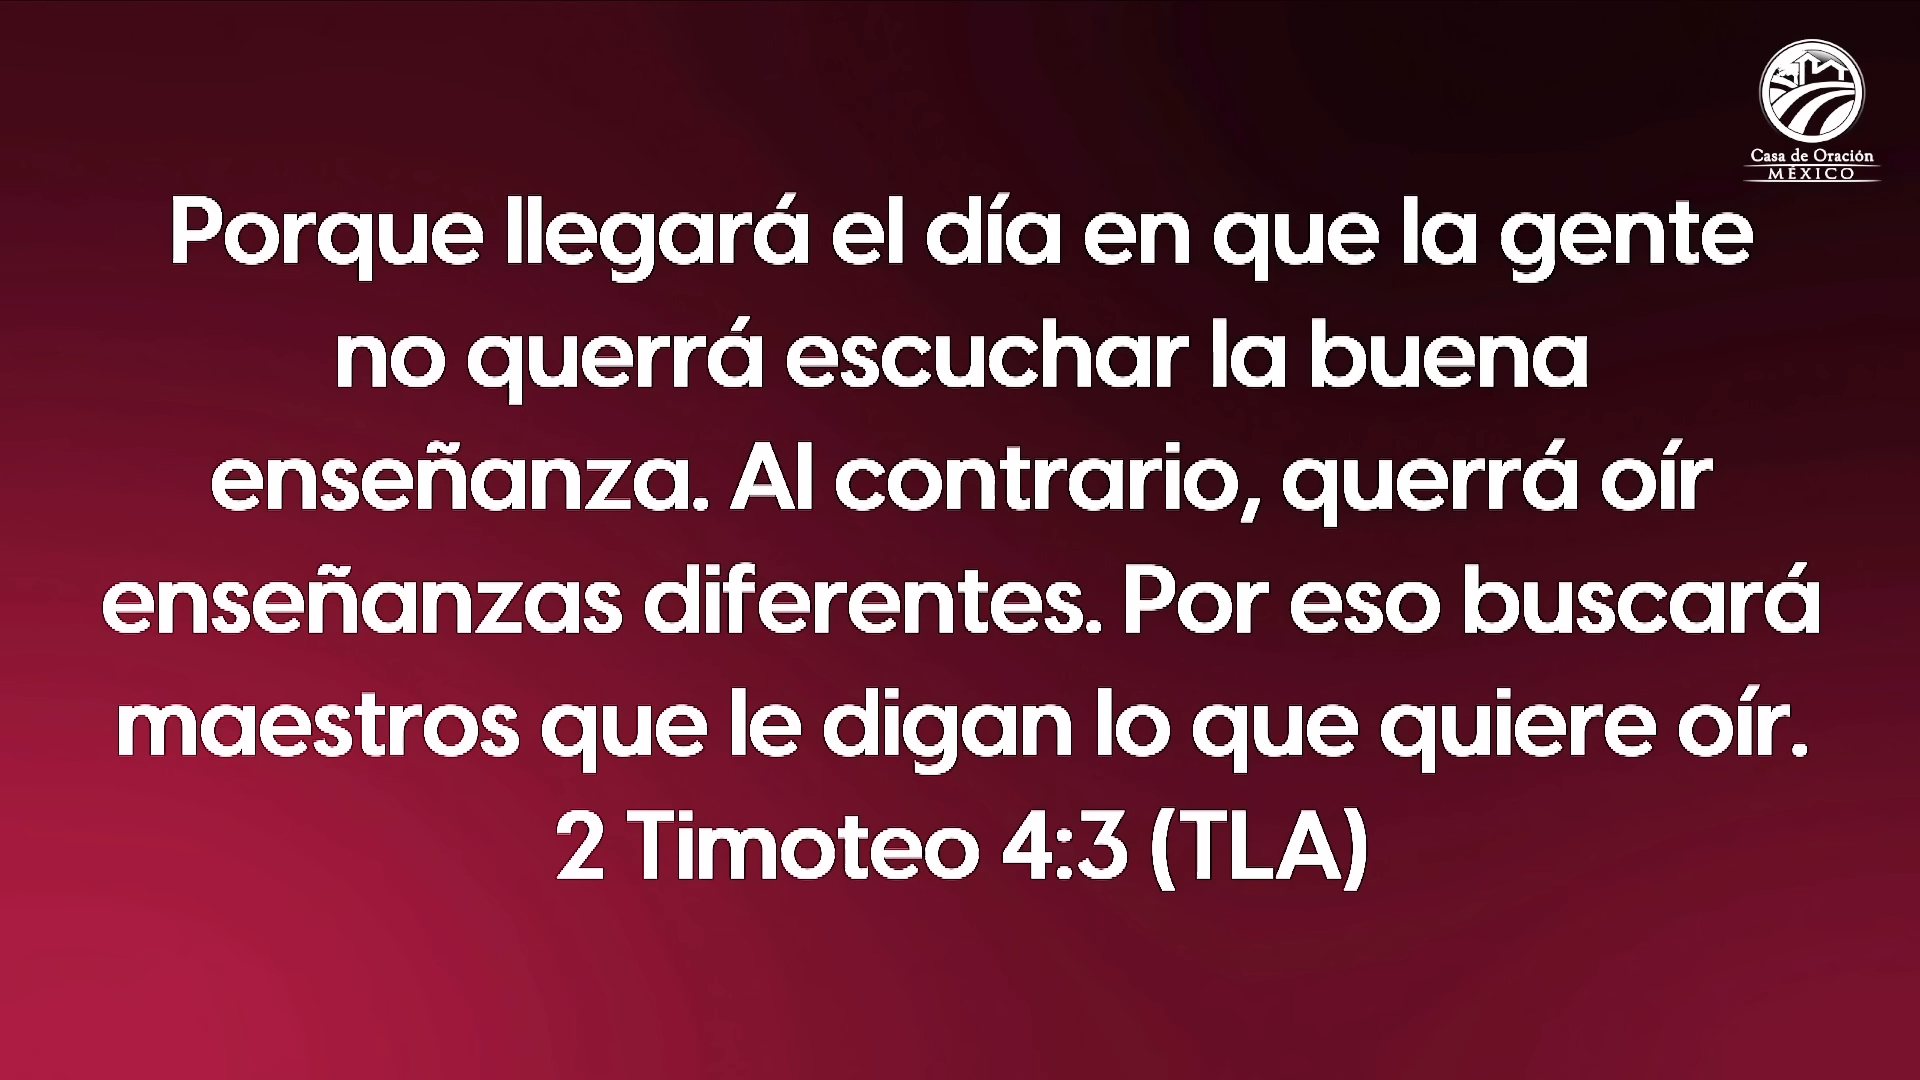 Casa de Oración
MÉXICO
Porque llegará el día en que la gente
no querrá escuchar la buena
enseñanza. Al contrario, querrá oír
enseñanzas diferentes. Por eso buscará
maestros que le digan lo que quiere oír.
2 Timoteo 4:3 (TLA)